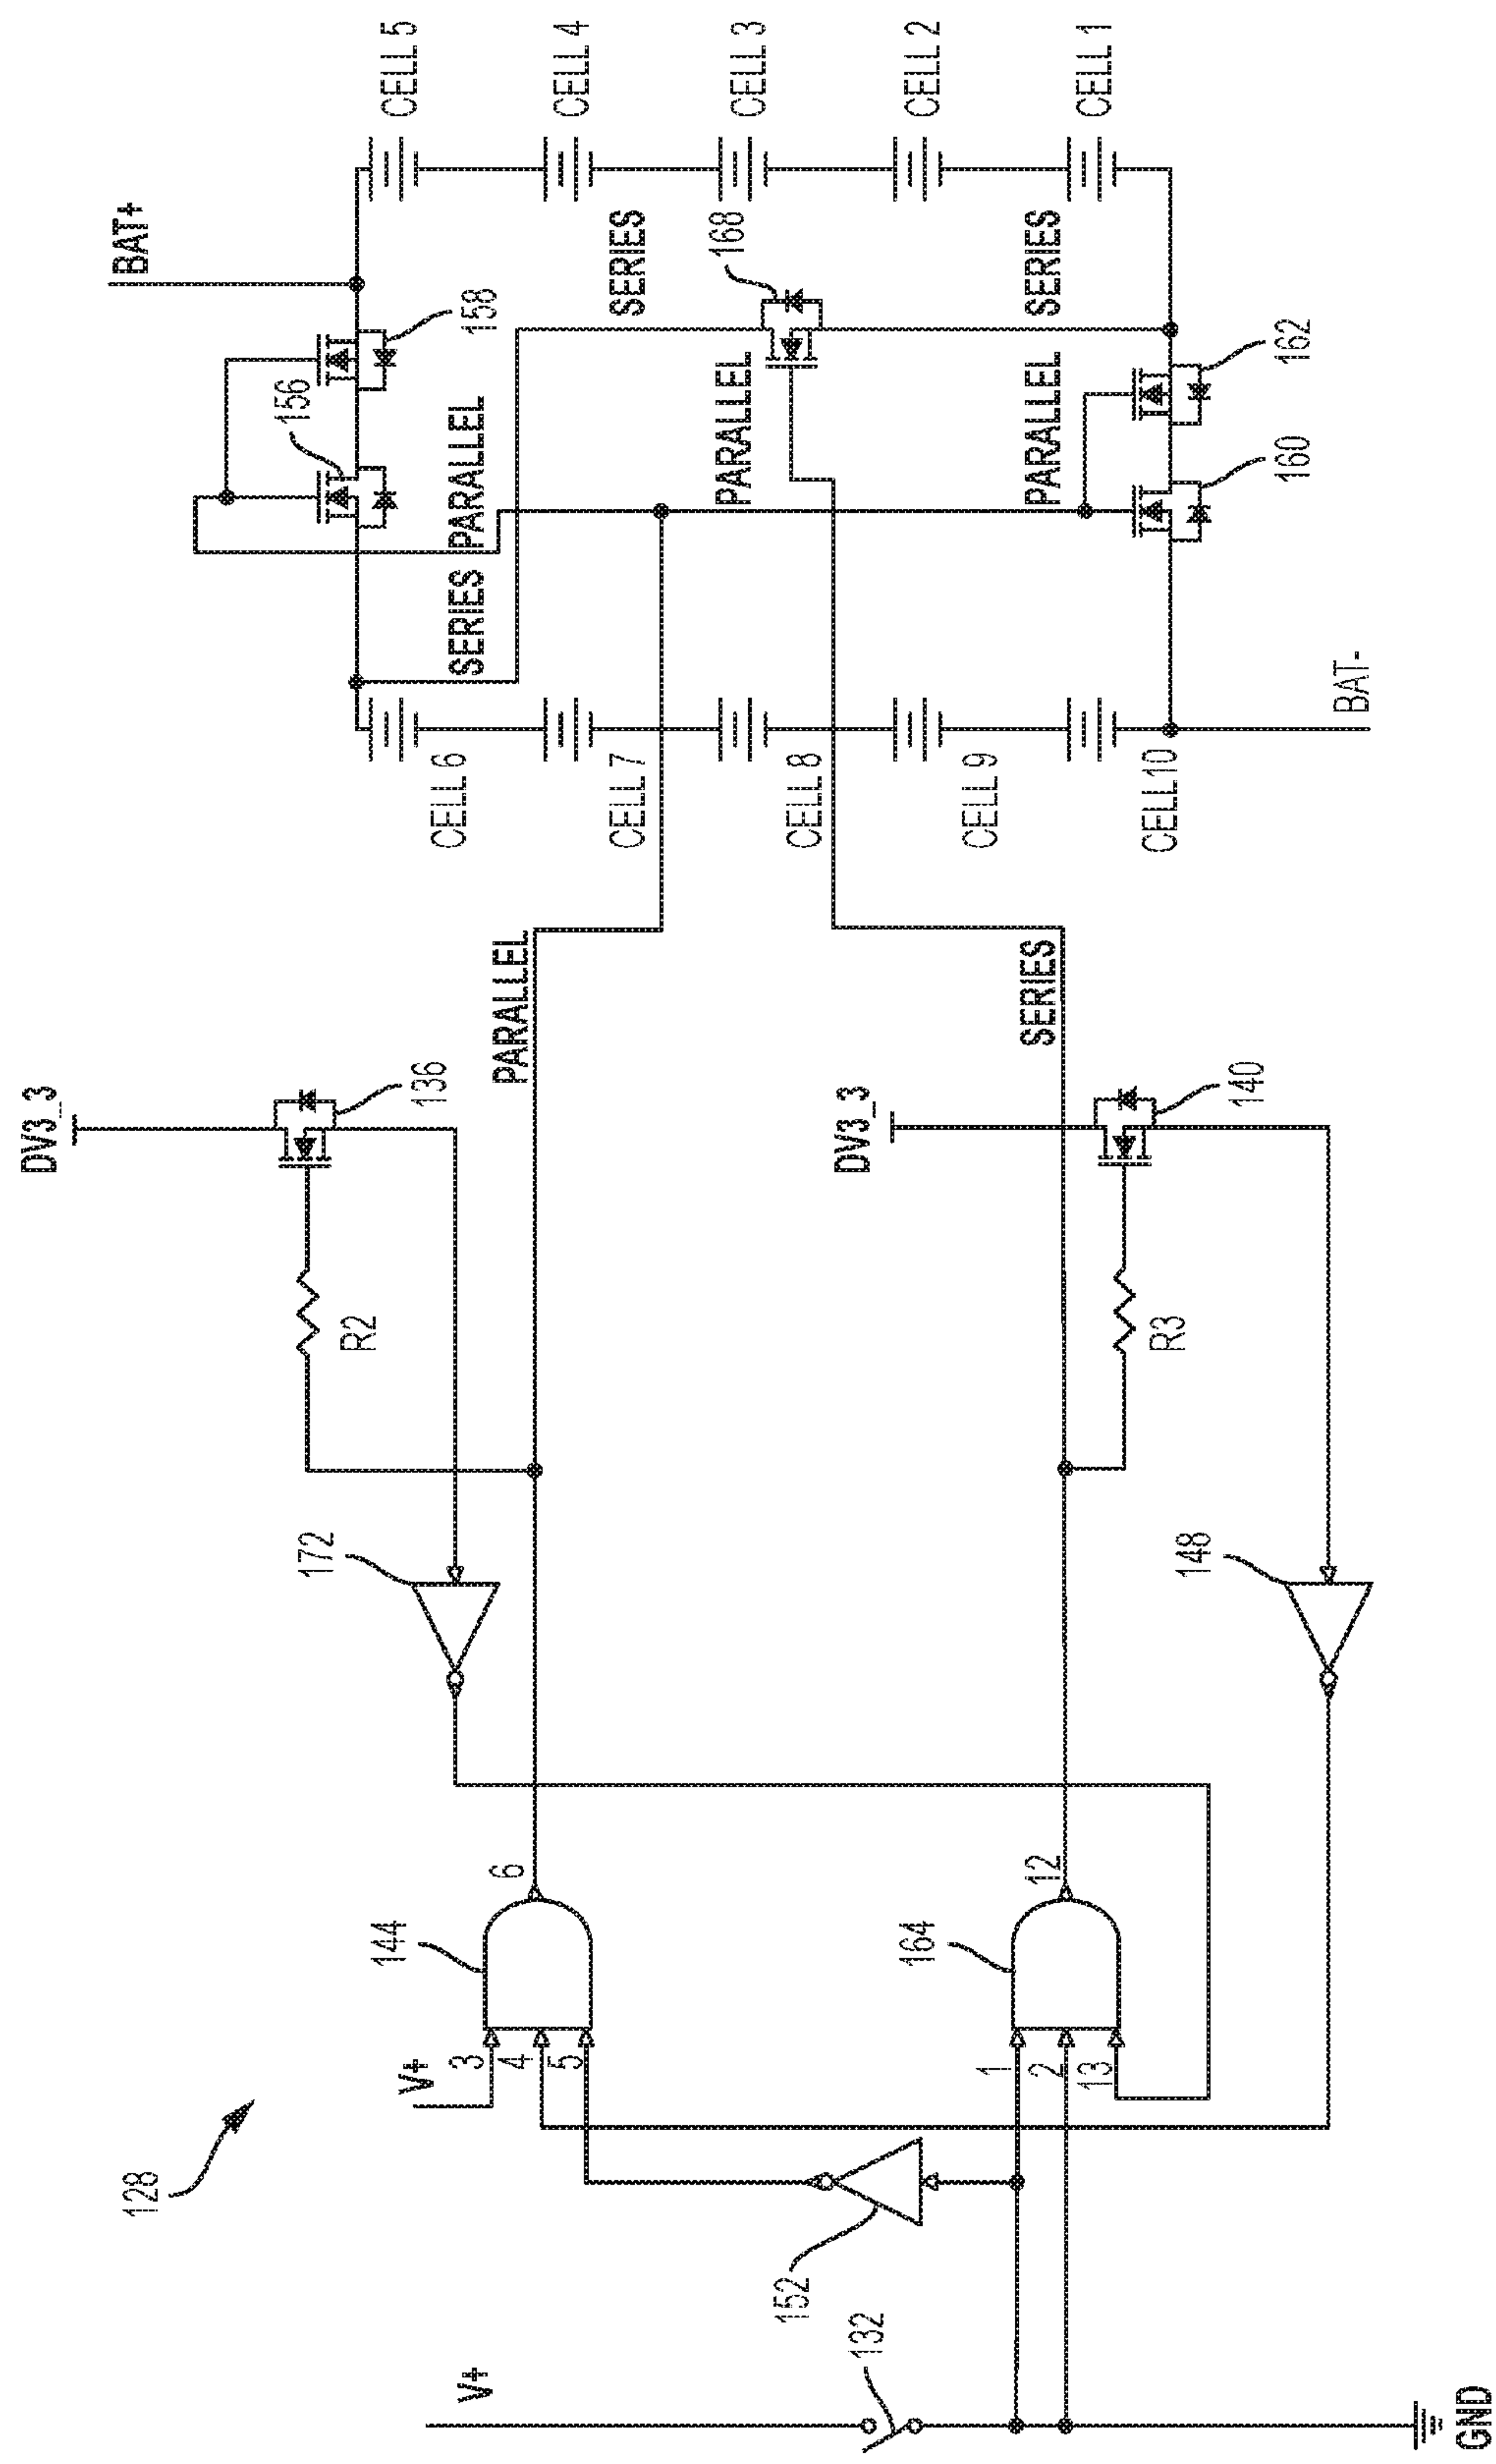 128
V+
132
GND
152
V+
3
4
5
144
6
1
2
13
164
12
172
148
R2
R3
DV3_3
136
DV3_3
140
PARALLEL
SERIES
CELL 6
CELL 7
CELL 8
CELL 9
CELL10
BAT-
SERIES PARALLEL
156
158
BAT+
PARALLEL
SERIES
168
PARALLEL
SERIES
160
162
CELL 5
CELL 4
CELL 3
CELL 2
CELL 1